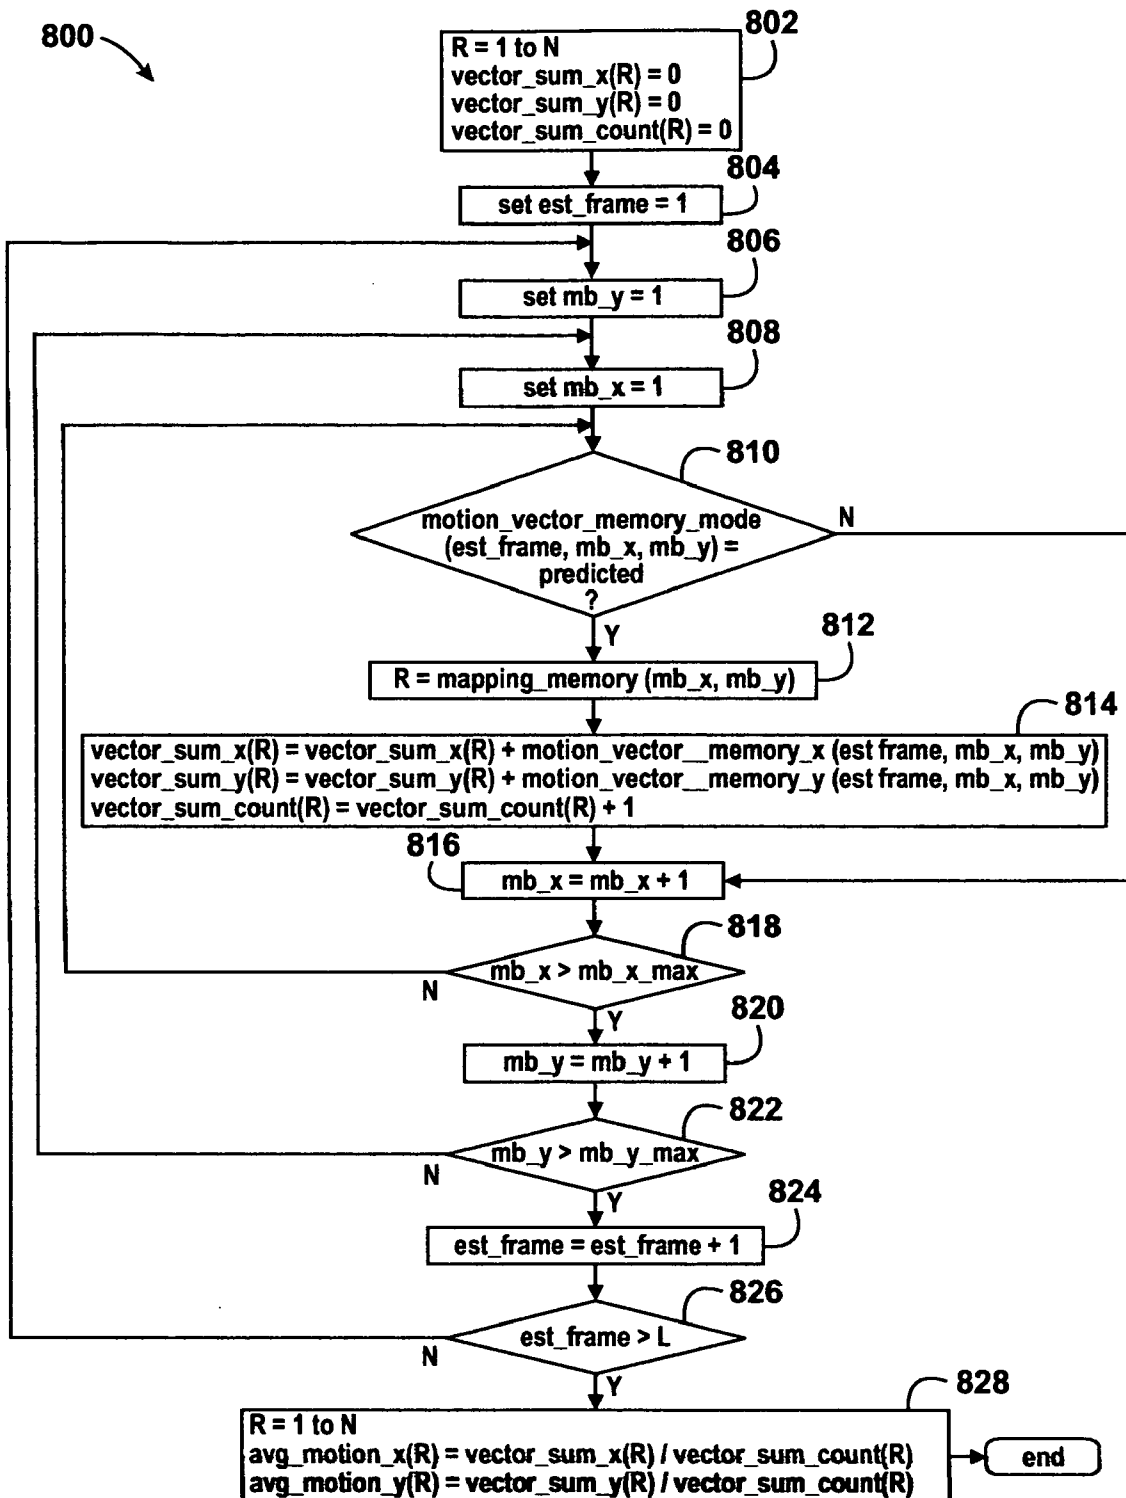 800
802
R = 1 to N
vector_sum_x(R) = 0
vector_sum_y(R) = 0
vector_sum_count(R) = 0
804
set est_frame = 1
806
set mb_y = 1
808
set mb_x = 1
810
motion_vector_memory_mode
(est_frame, mb_x, mb_y) =
predicted
?
N
Y
812
R = mapping_memory (mb_x, mb_y)
814
vector_sum_x(R) = vector_sum_x(R) + motion_vector__memory_x (est frame, mb_x, mb_y)
vector_sum_y(R) = vector_sum_y(R) + motion_vector__memory_y (est frame, mb_x, mb_y)
vector_sum_count(R) = vector_sum_count(R) + 1
816
mb_x = mb_x + 1
818
mb_x > mb_x_max
N
Y
820
mb_y = mb_y + 1
822
mb_y > mb_y_max
N
Y
824
est_frame = est_frame + 1
826
est_frame > L
N
Y
828
R = 1 to N
avg_motion_x(R) = vector_sum_x(R) / vector_sum_count(R)
avg_motion_y(R) = vector_sum_y(R) / vector_sum_count(R)
end